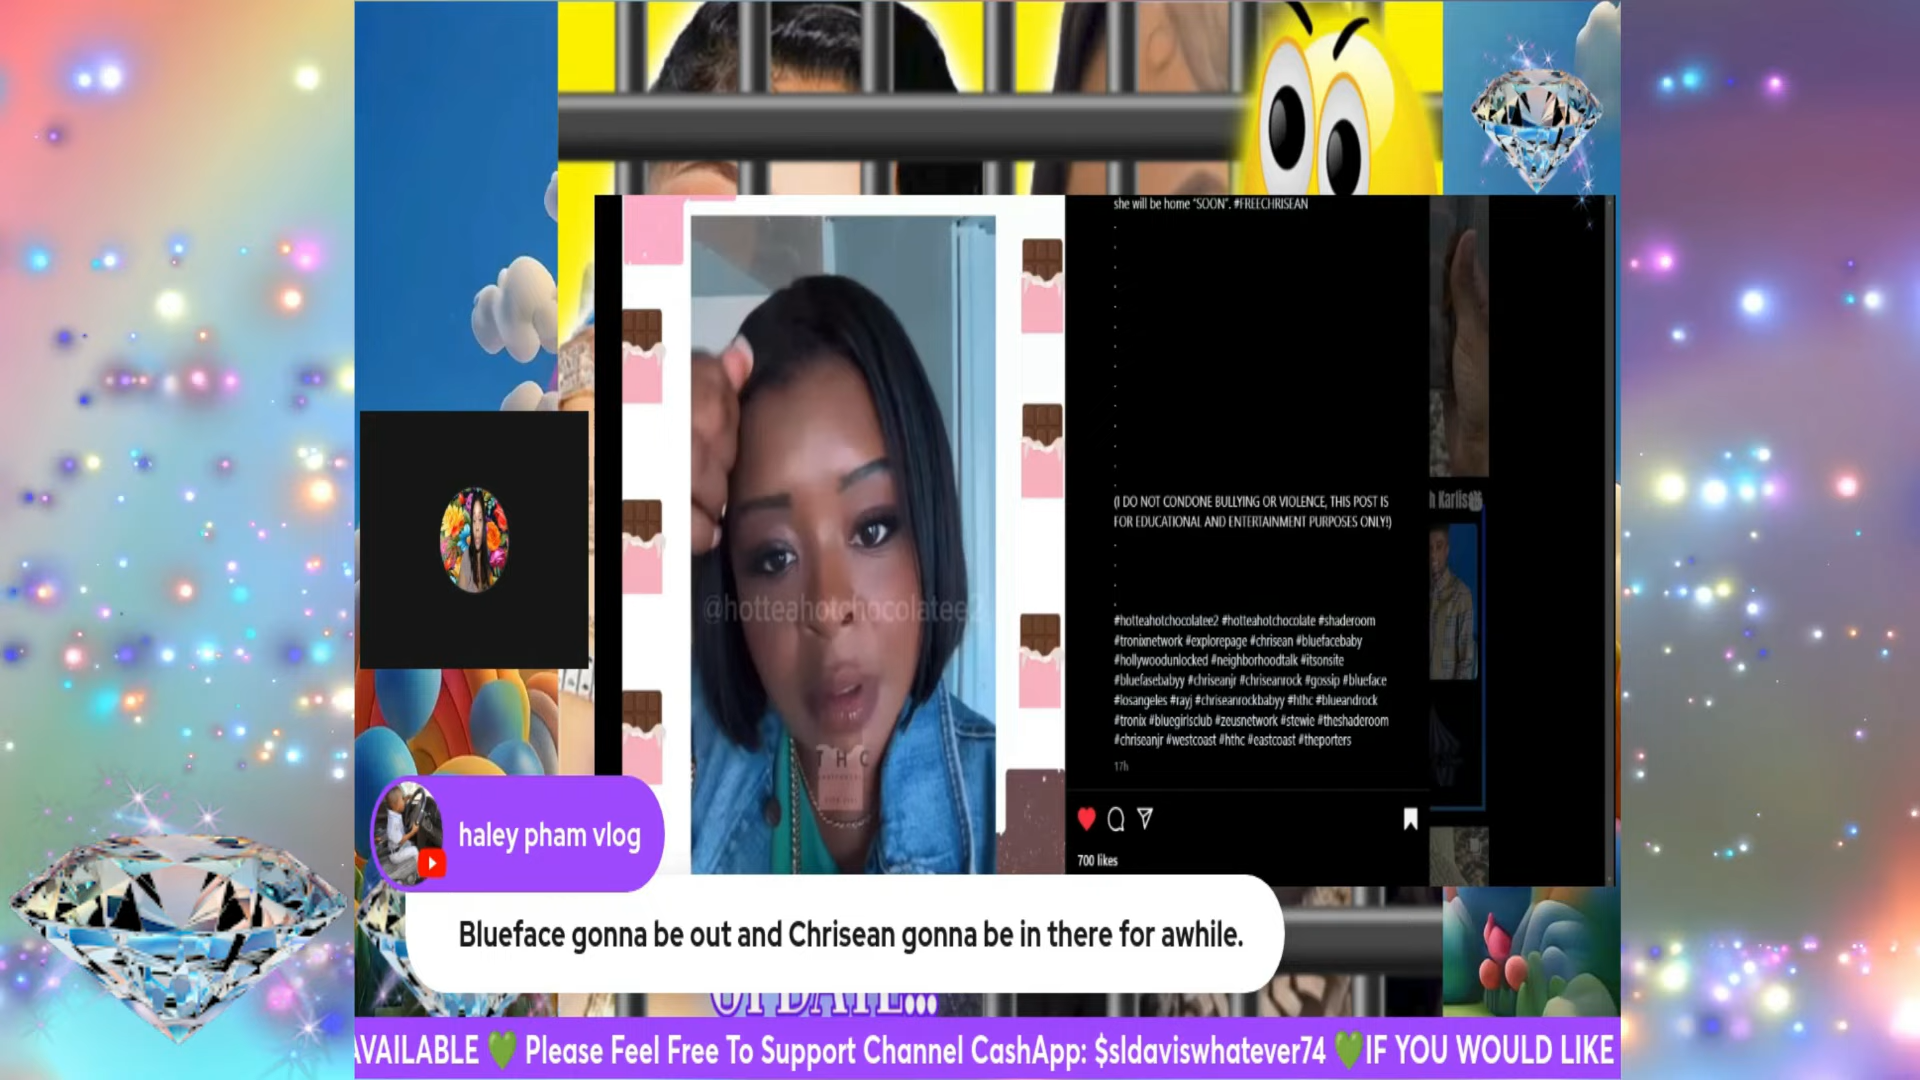 she will be home "SOON". #FREECHRISEAN
(I DO NOT CONDONE BULLYING OR VIOLENCE, THIS POST IS
FOR EDUCATIONAL AND ENTERTAINMENT PURPOSES ONLY!)
#hotteahotchocolatee2 #hotteahotchocolate #shaderoom
#tronixnetwork #explorepage #chrisean #bluefacebaby
#hollywoodunlocked #neighborhoodtalk #itsonsite
#bluefasebabyy #chriseanjr #chriseanrock #gossip #blueface
#losangeles #rayj #chriseanrockbabyy #hthc #blueandrock
#tronix #bluegirlsclub #zeusnetwork #stewie #theshaderoom
#chriseanjr #westcoast #hthc #eastcoast #theporters
17h
700 likes
h Karlis
@hotteahotchocolatee2
T H C
haley pham vlog
Blueface gonna be out and Chrisean gonna be in there for awhile.
UPDATE...
AVAILABLE 💚 Please Feel Free To Support Channel CashApp: $sldaviswhatever74 💚IF YOU WOULD LIKE